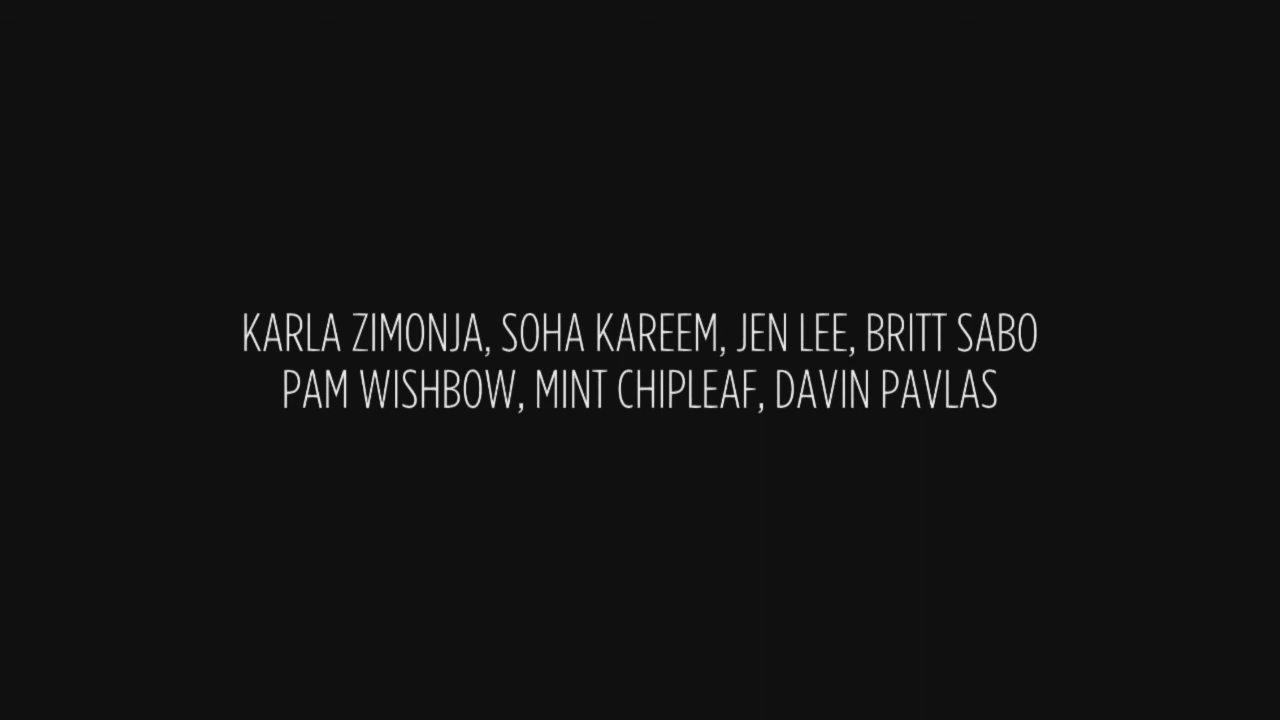 KARLA ZIMONJA, SOHA KAREEM, JEN LEE, BRITT SABO
PAM WISHBOW, MINT CHIPLEAF, DAVIN PAVLAS